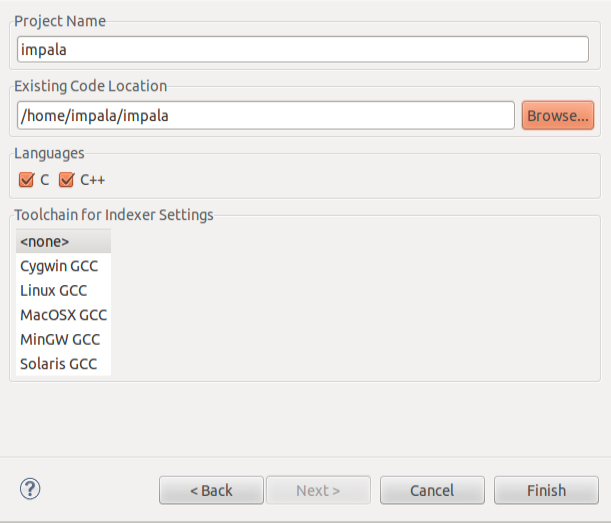 Project Name
impala
Existing Code Location
/home/impala/impala
Browse...
Languages
C C++
Toolchain for Indexer Settings
<none>
Cygwin GCC
Linux GCC
MacOSX GCC
MinGW GCC
Solaris GCC
? < Back Next > Cancel Finish